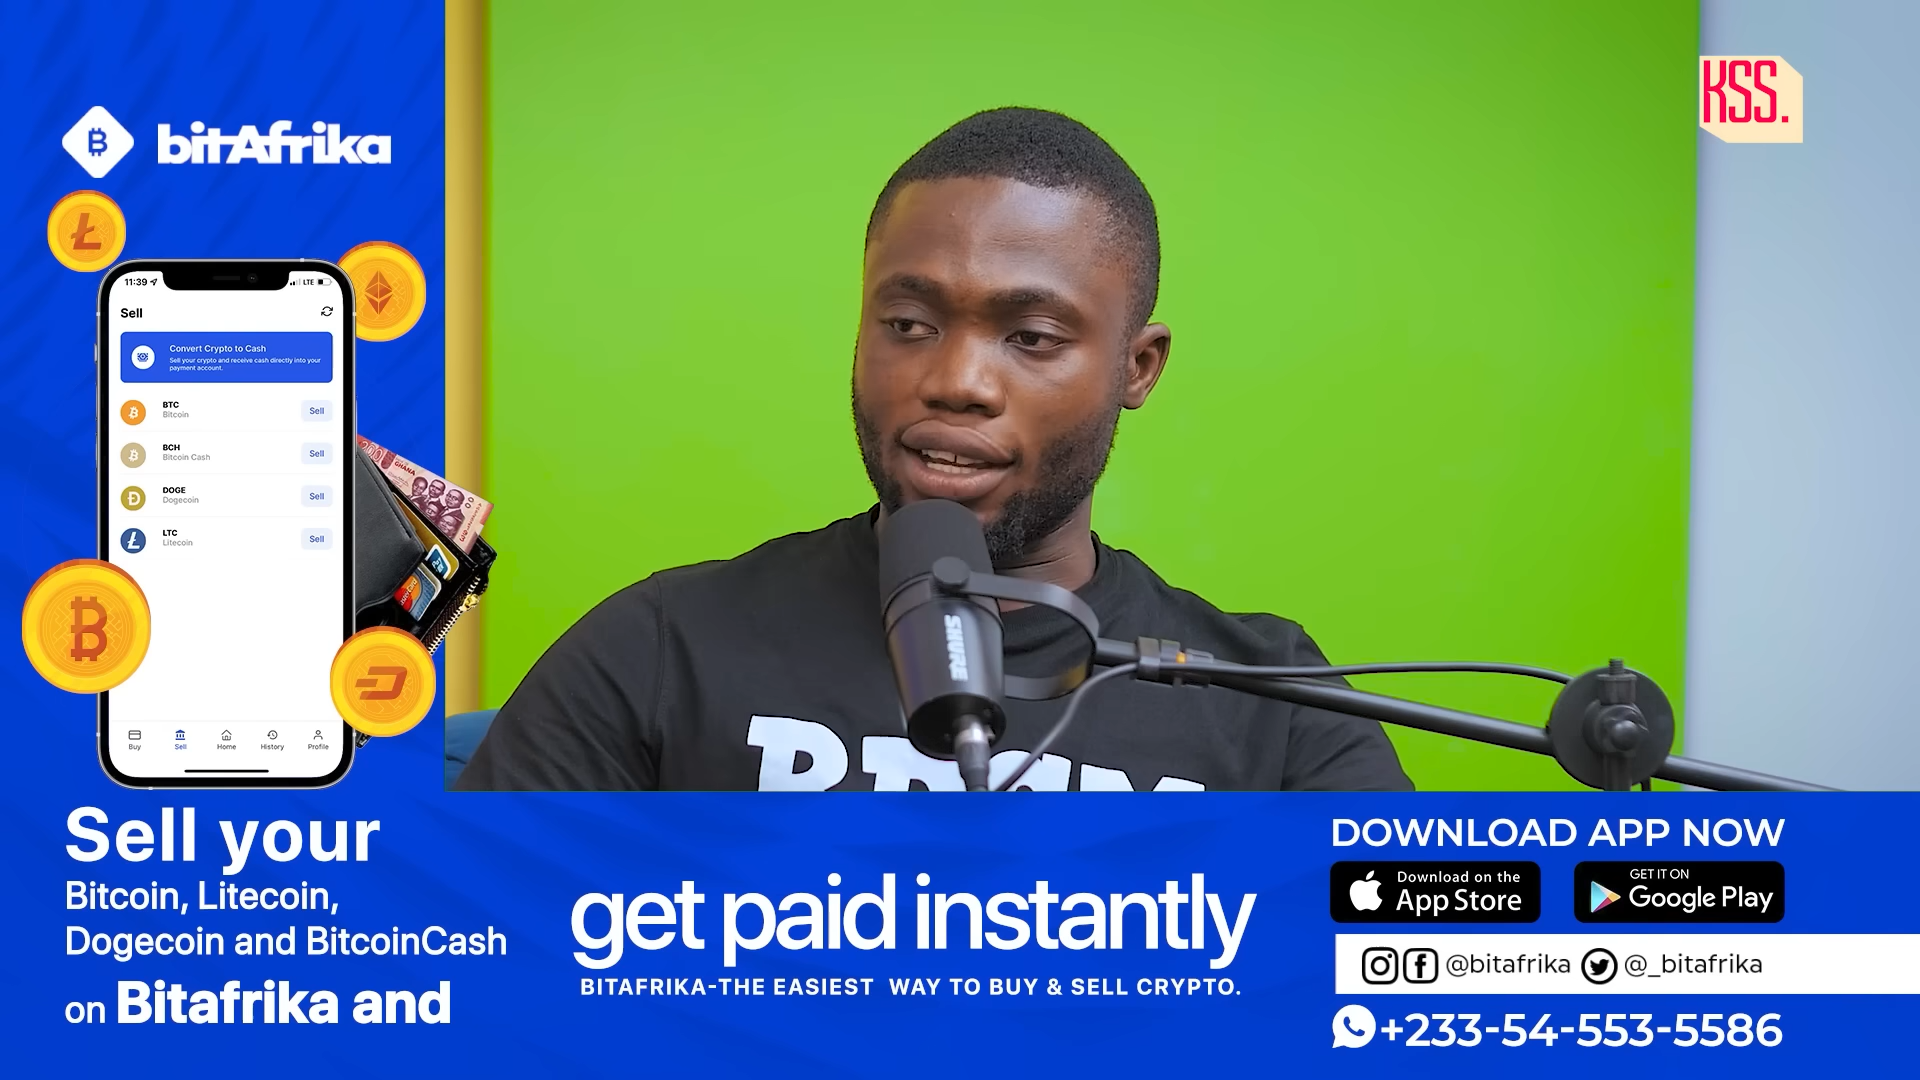 bitAfrika
KSS.
11:39
LTE
Sell
Convert Crypto to Cash
Sell your crypto and receive cash directly into your
payment account.
BTC
Bitcoin
Sell
BCH
Bitcoin Cash
Sell
DOGE
Dogecoin
Sell
LTC
Litecoin
Sell
Buy
Sell
Home
History
Profile
GHANA
SHURE
Sell your
Bitcoin, Litecoin,
Dogecoin and BitcoinCash
on Bitafrika and
get paid instantly
BITAFRIKA-THE EASIEST WAY TO BUY & SELL CRYPTO.
DOWNLOAD APP NOW
Download on the
App Store
GET IT ON
Google Play
@bitafrika @_bitafrika
+233-54-553-5586